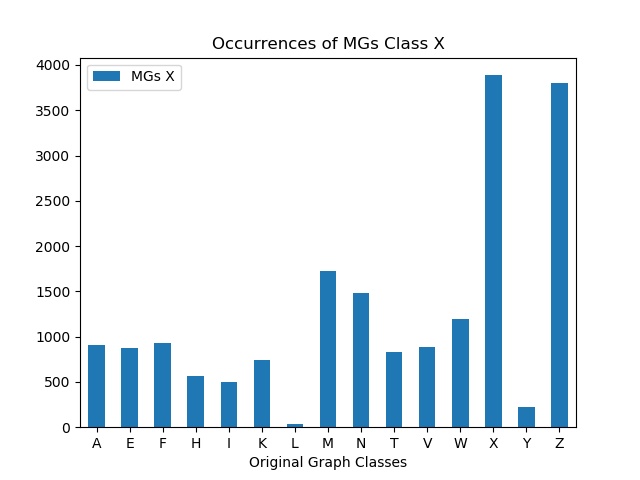 Occurrences of MGs Class X
MGs X
4000
3500
3000
2500
2000
1500
1000
500
0
A E F H I K L M N T V W X Y Z
Original Graph Classes